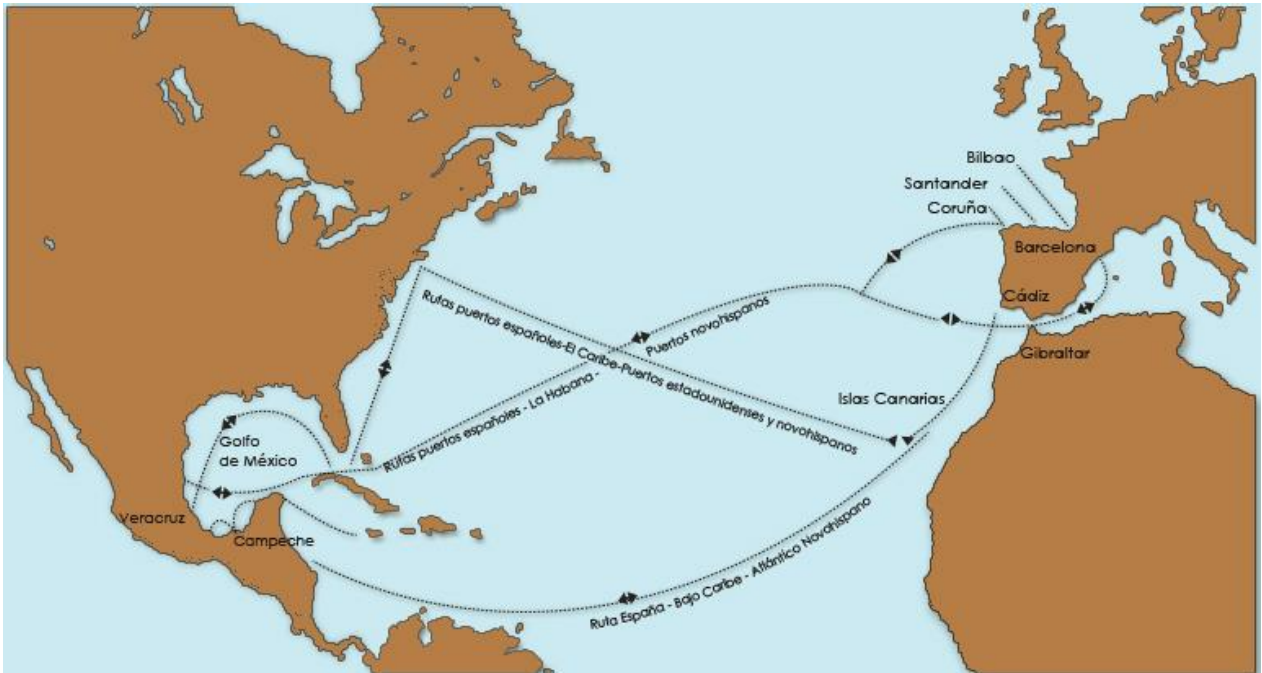 Bilbao
Santander
Coruña
Barcelona
Cádiz
Gibraltar
Islas Canarias
Rutas puertos españoles-El Caribe-Puertos estadounidenses y novohispanos
Rutas puertos españoles - La Habana - Puertos novohispanos
Golfo
de México
Veracruz
Campeche
Ruta España - Bajo Caribe - Atlántico Novohispano